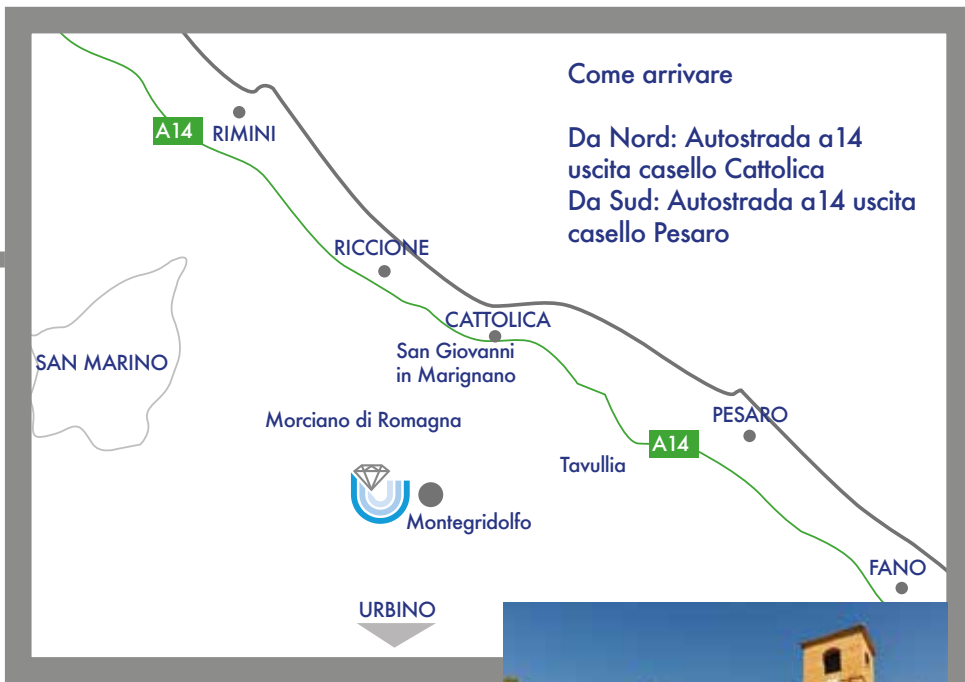 Come arrivare
Da Nord: Autostrada a14
uscita casello Cattolica
Da Sud: Autostrada a14 uscita
casello Pesaro
A14
RIMINI
RICCIONE
CATTOLICA
San Giovanni
in Marignano
SAN MARINO
Morciano di Romagna
PESARO
A14
Tavullia
Montegridolfo
FANO
URBINO